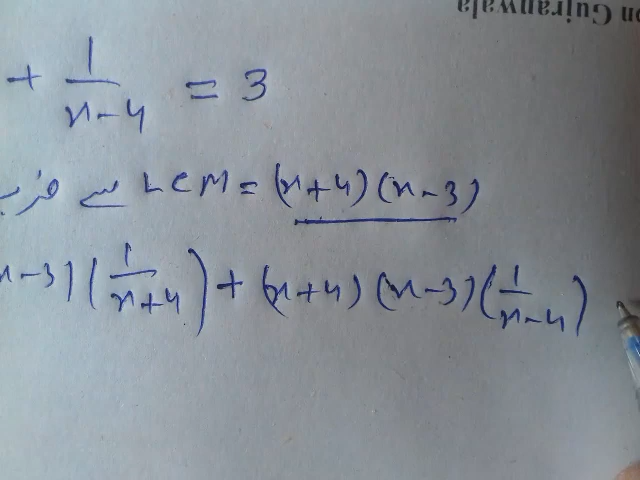 on Gujranwala
+ 1/(x-4) = 3
سے ضرب LCM = (x+4)(x-3)
x-3)(1/(x+4)) + (x+4)(x-3)(1/(x-4))